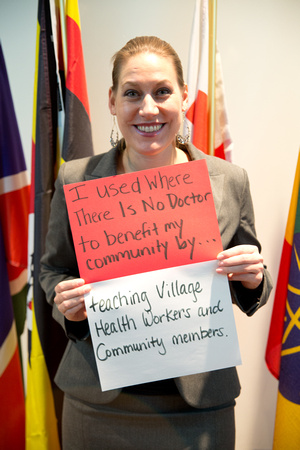 I used Where
There Is No Doctor
to benefit my
community by...
teaching Village
Health Workers and
Community members.